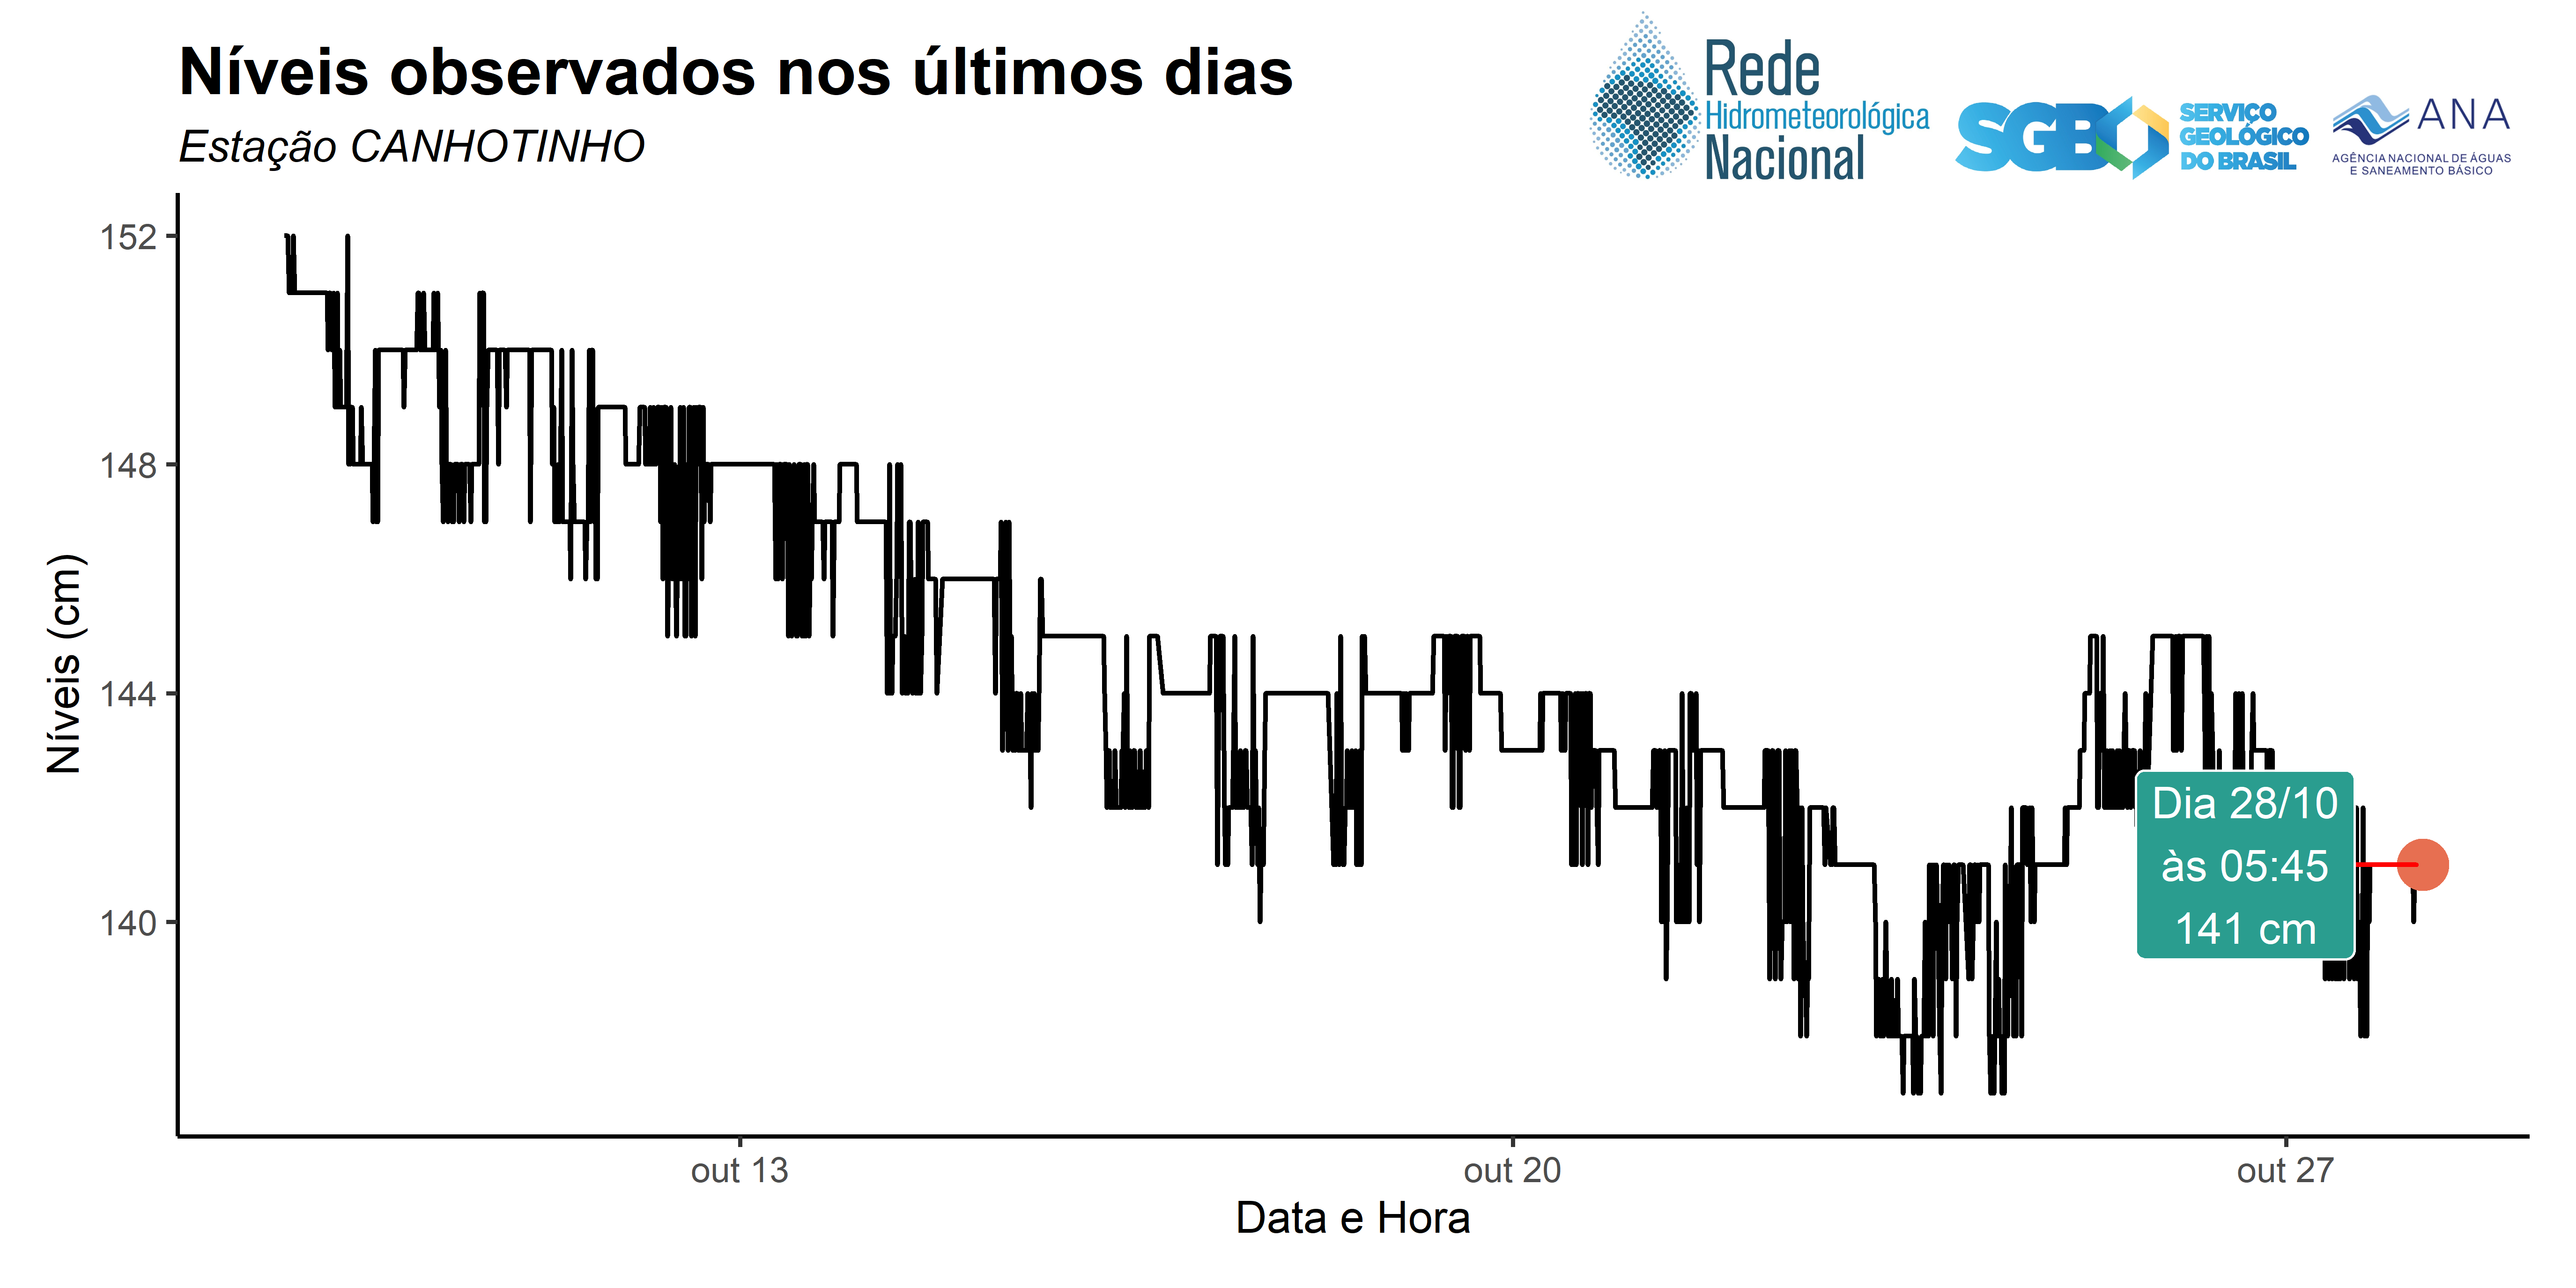 Níveis observados nos últimos dias
Estação CANHOTINHO
Rede
Hidrometeorológica
Nacional
SGB
SERVIÇO
GEOLÓGICO
DO BRASIL
ANA
AGÊNCIA NACIONAL DE ÁGUAS
E SANEAMENTO BÁSICO
Níveis (cm)
152
148
144
140
Dia 28/10
às 05:45
141 cm
out 13
out 20
out 27
Data e Hora